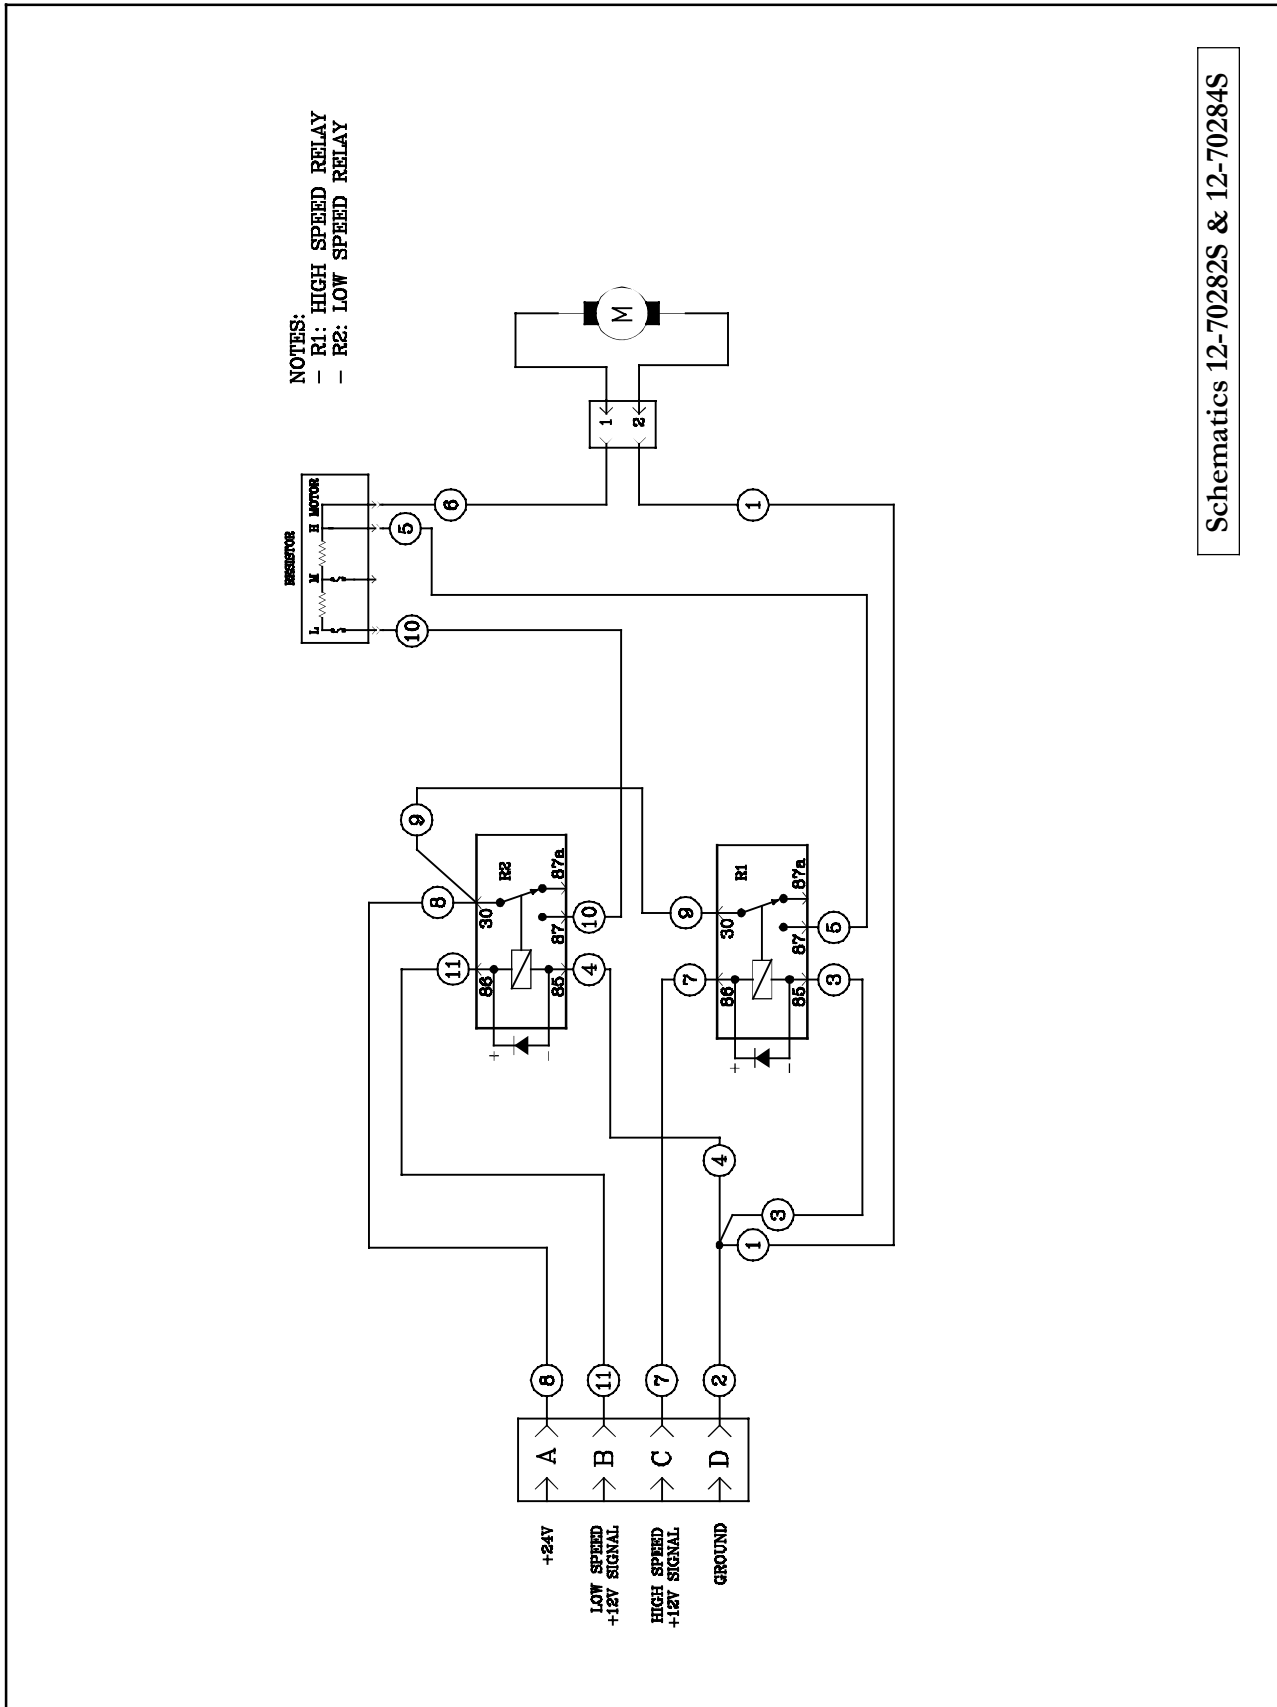 NOTES:
- R1: HIGH SPEED RELAY
- R2: LOW SPEED RELAY
RESISTOR
L M H MOTOR
10
5
6
9
8
11
86 30
R2
+
-
85 87 87a
4 10
1
2
M
1
+24V A 8
LOW SPEED
+12V SIGNAL
B 11
HIGH SPEED
+12V SIGNAL
C 7
GROUND D 2
4
3
1
7 9
86 30
R1
+
-
85 87 87a
3 5
Schematics 12-70282S & 12-70284S